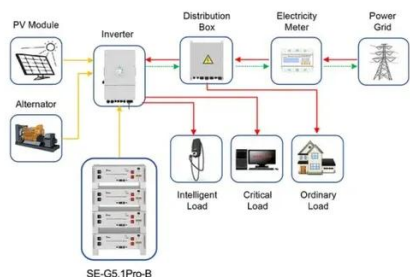 PV Module
Inverter
Distribution
Box
Electricity
Meter
Power
Grid
Alternator
Intelligent
Load
Critical
Load
Ordinary
Load
SE-G5.1Pro-B